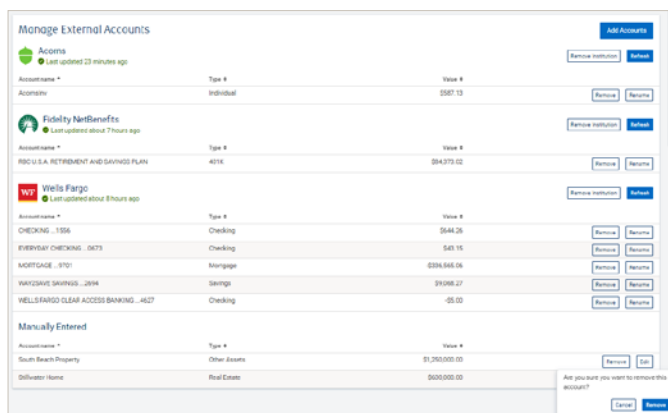 Manage External Accounts
Add Accounts
Acorns
Last updated 23 minutes ago
Remove Institution Refresh
Account name Type Value
AcornsInv Individual $587.13 Remove Rename
Fidelity NetBenefits
Last updated about 7 hours ago
Remove Institution Refresh
Account name Type Value
RBC U.S.A. RETIREMENT AND SAVINGS PLAN 401K Remove Rename
WF
Wells Fargo
Last updated about 8 hours ago
Remove Institution Refresh
Account name Type Value
CHECKING ...1556 Checking $644.26 Remove Rename
EVERYDAY CHECKING ...0673 Checking $43.15 Remove Rename
MORTGAGE ...9701 Mortgage Remove Rename
WAY2SAVE SAVINGS ...2694 Savings $9,068.27 Remove Rename
WELLS FARGO CLEAR ACCESS BANKING ...4627 Checking -$5.00 Remove Rename
Manually Entered
Account name Type Value
South Beach Property Other Assets $1,250,000.00 Remove Edit
Stillwater Home Real Estate $600,000.00
Are you sure you want to remove this
account?
Cancel Remove